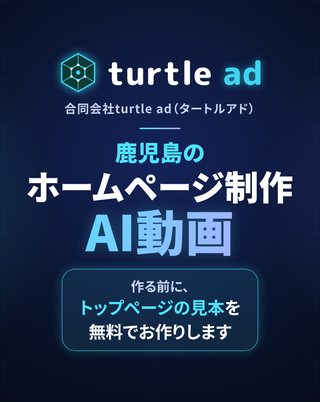 turtle ad
合同会社turtle ad（タートルアド）
鹿児島の
ホームページ制作
AI動画
作る前に、
トップページの見本を
無料でお作りします